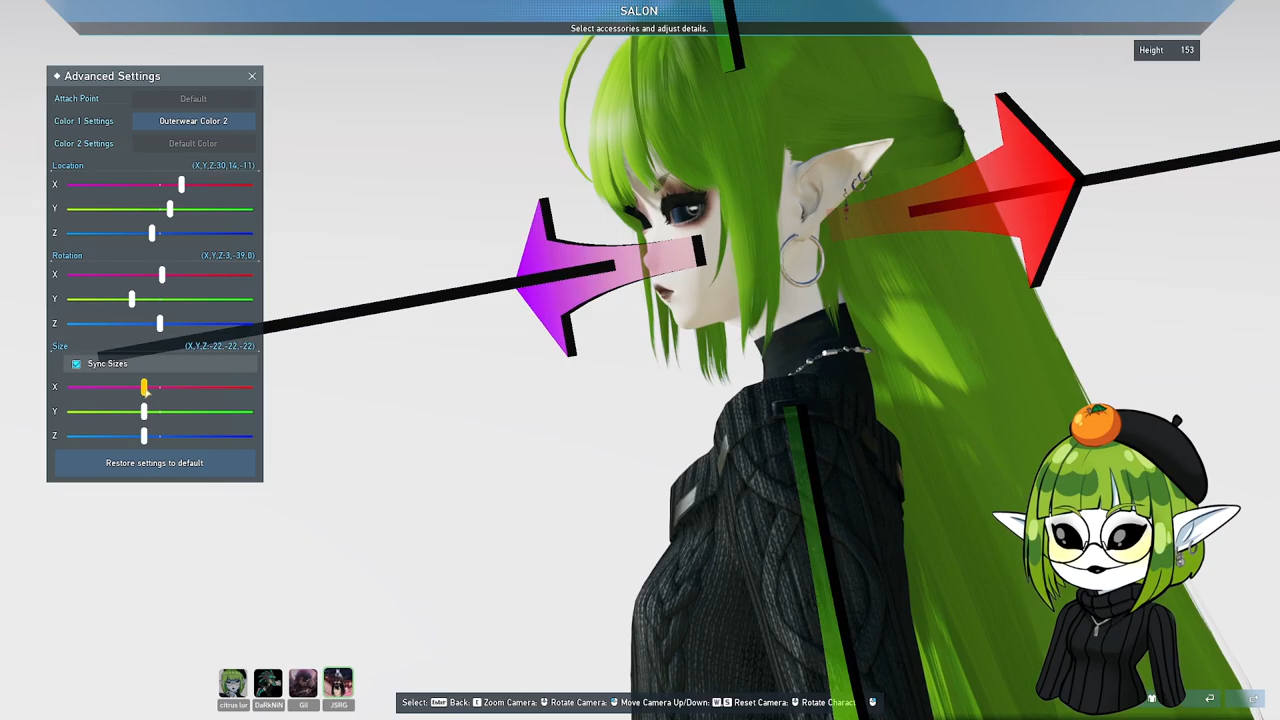 SALON
Select accessories and adjust details.
Height 153
Advanced Settings
Attach Point Default
Color 1 Settings Outerwear Color 2
Color 2 Settings Default Color
Location (X,Y,Z:30,14,-11)
X
Y
Z
Rotation (X,Y,Z:3,-39,0)
X
Y
Z
Size (X,Y,Z:-22,-22,-22)
Sync Sizes
X
Y
Z
Restore settings to default
citrus lur DaRkNiN Gll JSRG
Select: Enter Back: Zoom Camera: Rotate Camera: Move Camera Up/Down: W,S Reset Camera: Rotate Charact